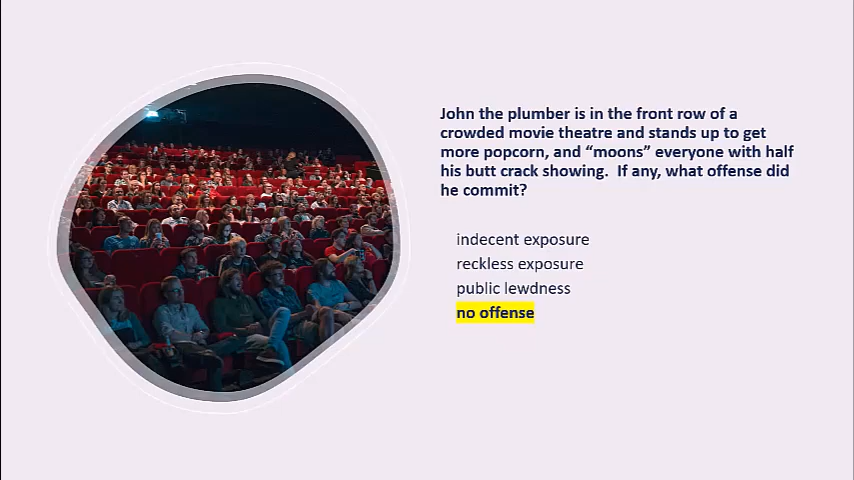 John the plumber is in the front row of a
crowded movie theatre and stands up to get
more popcorn, and “moons” everyone with half
his butt crack showing.  If any, what offense did
he commit?
indecent exposure
reckless exposure
public lewdness
no offense